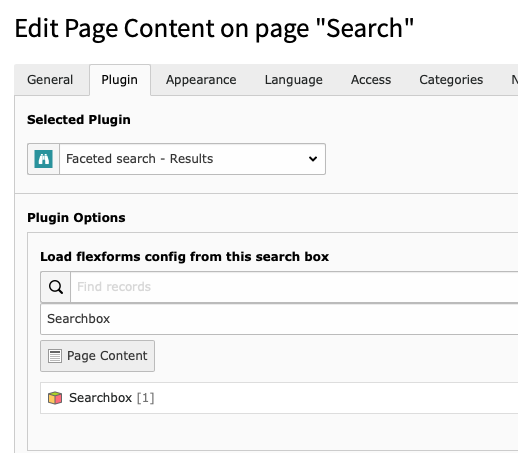 Edit Page Content on page "Search"
General Plugin Appearance Language Access Categories
Selected Plugin
Faceted search - Results
Plugin Options
Load flexforms config from this search box
Find records
Searchbox
Page Content
Searchbox [1]